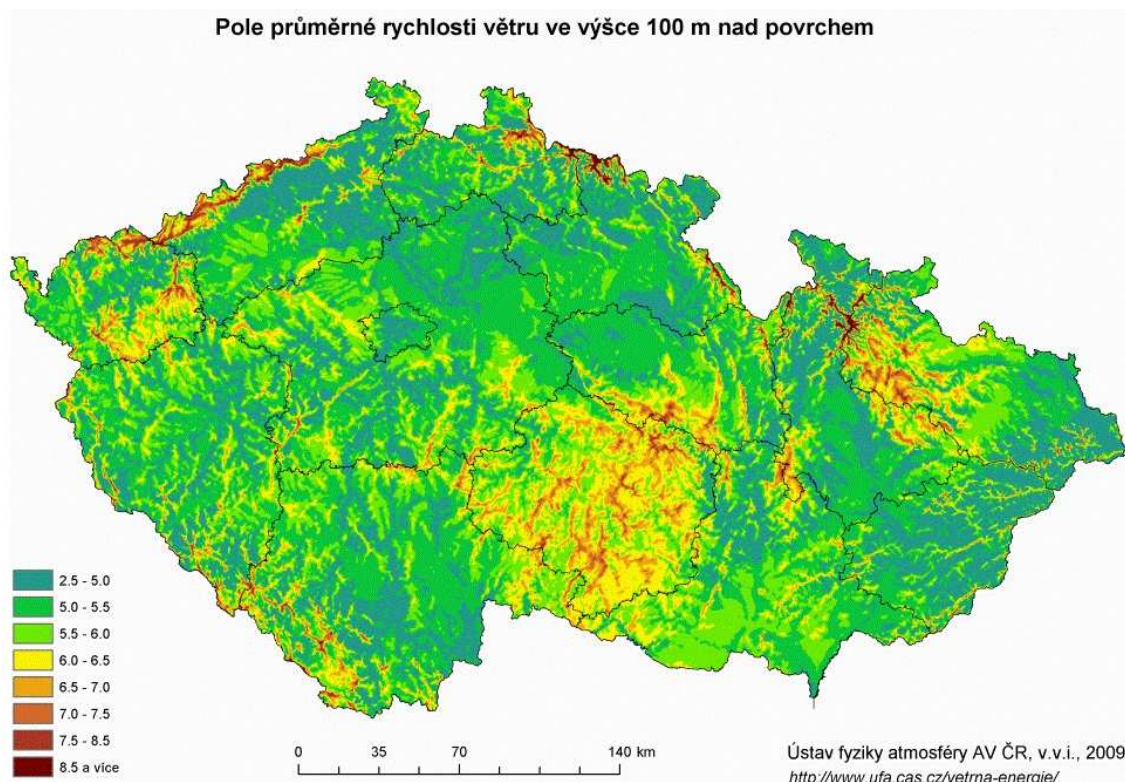 Pole průměrné rychlosti větru ve výšce 100 m nad povrchem
2.5 - 5.0
5.0 - 5.5
5.5 - 6.0
6.0 - 6.5
6.5 - 7.0
7.0 - 7.5
7.5 - 8.5
8.5 a více
0 35 70 140 km
Ústav fyziky atmosféry AV ČR, v.v.i., 2009
http://www.ufa.cas.cz/vetrna-energie/